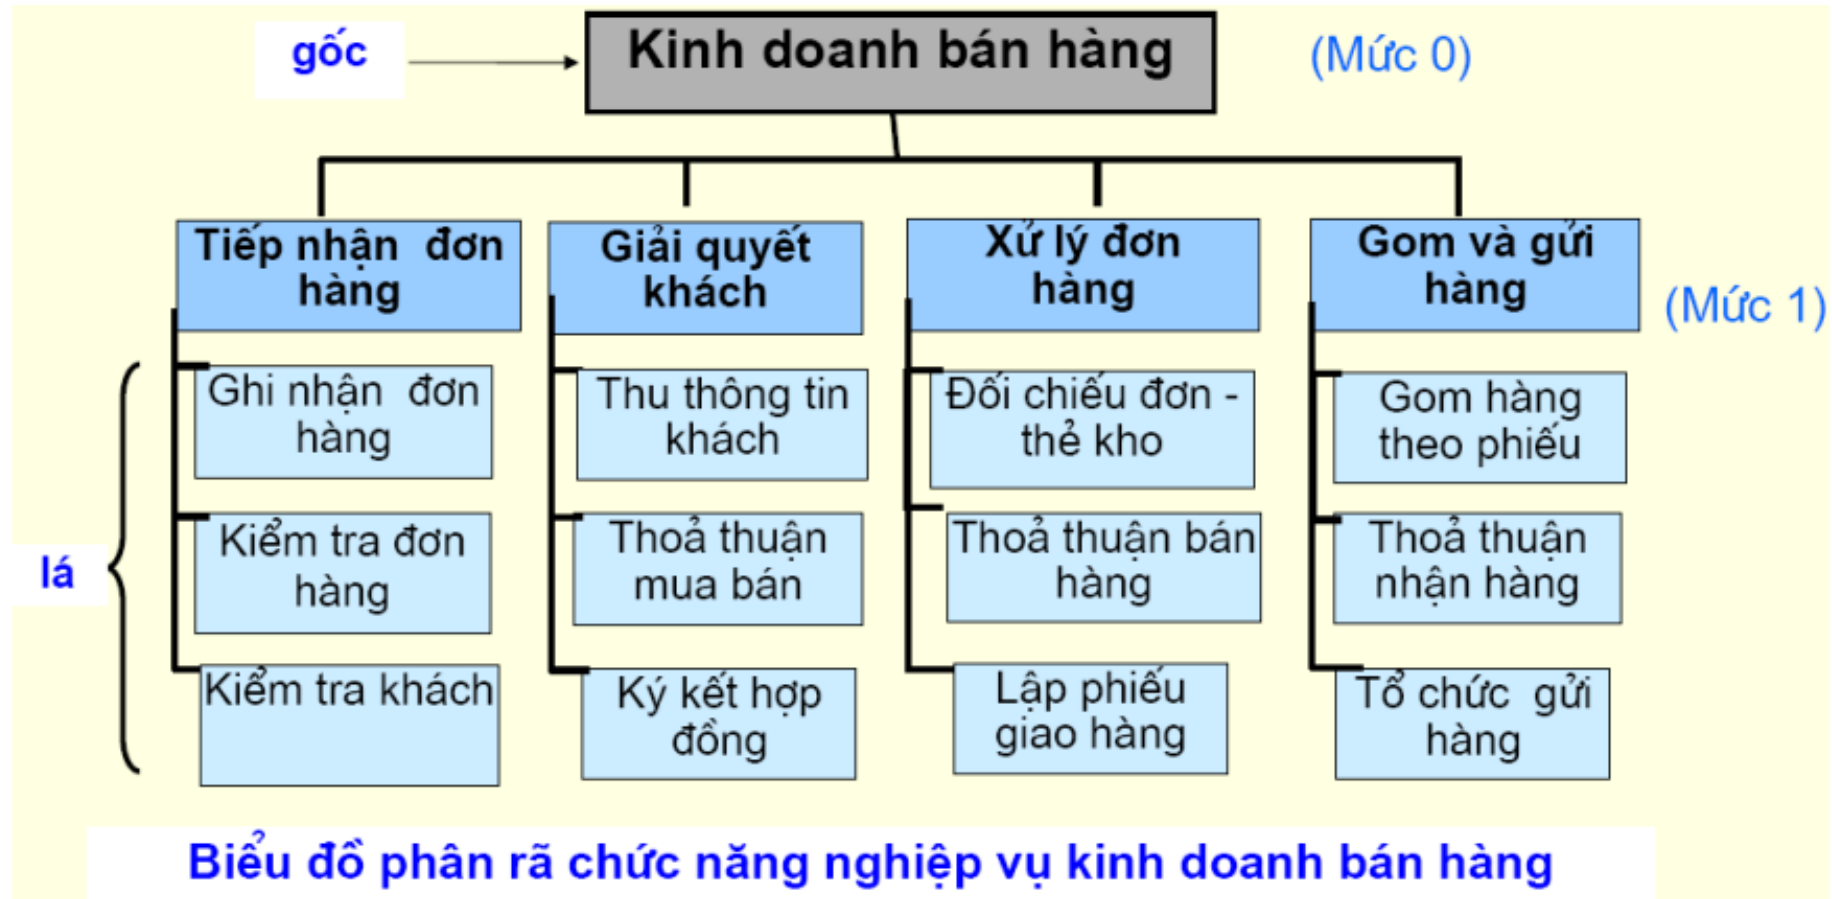 gốc
Kinh doanh bán hàng
(Mức 0)
Tiếp nhận đơn
hàng
Giải quyết
khách
Xử lý đơn
hàng
Gom và gửi
hàng
(Mức 1)
Ghi nhận đơn
hàng
Thu thông tin
khách
Đối chiếu đơn -
thẻ kho
Gom hàng
theo phiếu
lá
Kiểm tra đơn
hàng
Thoả thuận
mua bán
Thoả thuận bán
hàng
Thoả thuận
nhận hàng
Kiểm tra khách
Ký kết hợp
đồng
Lập phiếu
giao hàng
Tổ chức gửi
hàng
Biểu đồ phân rã chức năng nghiệp vụ kinh doanh bán hàng